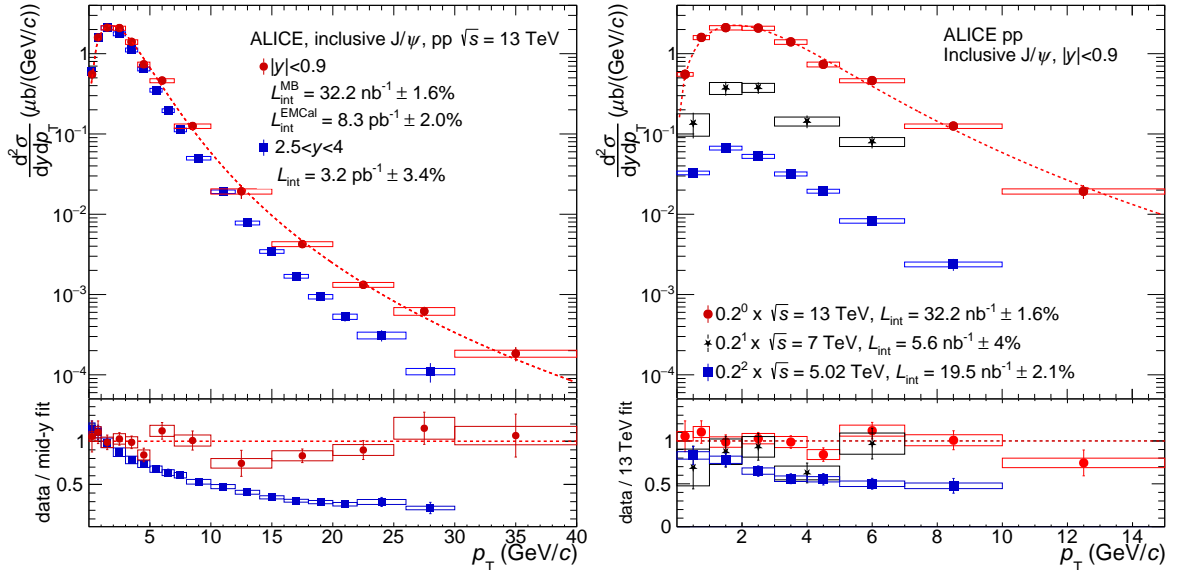 ALICE, inclusive J/ψ, pp √s = 13 TeV
|y|<0.9
L_int^MB = 32.2 nb⁻¹ ± 1.6%
L_int^EMCal = 8.3 pb⁻¹ ± 2.0%
2.5<y<4
L_int = 3.2 pb⁻¹ ± 3.4%
d²σ/dydp_T (μb/(GeV/c))
1
10⁻¹
10⁻²
10⁻³
10⁻⁴
data / mid-y fit
1
0.5
5 10 15 20 25 30 35 40
p_T (GeV/c)
ALICE pp
Inclusive J/ψ, |y|<0.9
d²σ/dydp_T (μb/(GeV/c))
1
10⁻¹
10⁻²
10⁻³
10⁻⁴
0.2⁰ x √s = 13 TeV, L_int = 32.2 nb⁻¹ ± 1.6%
0.2¹ x √s = 7 TeV, L_int = 5.6 nb⁻¹ ± 4%
0.2² x √s = 5.02 TeV, L_int = 19.5 nb⁻¹ ± 2.1%
data / 13 TeV fit
1
0.5
0
2 4 6 8 10 12 14
p_T (GeV/c)